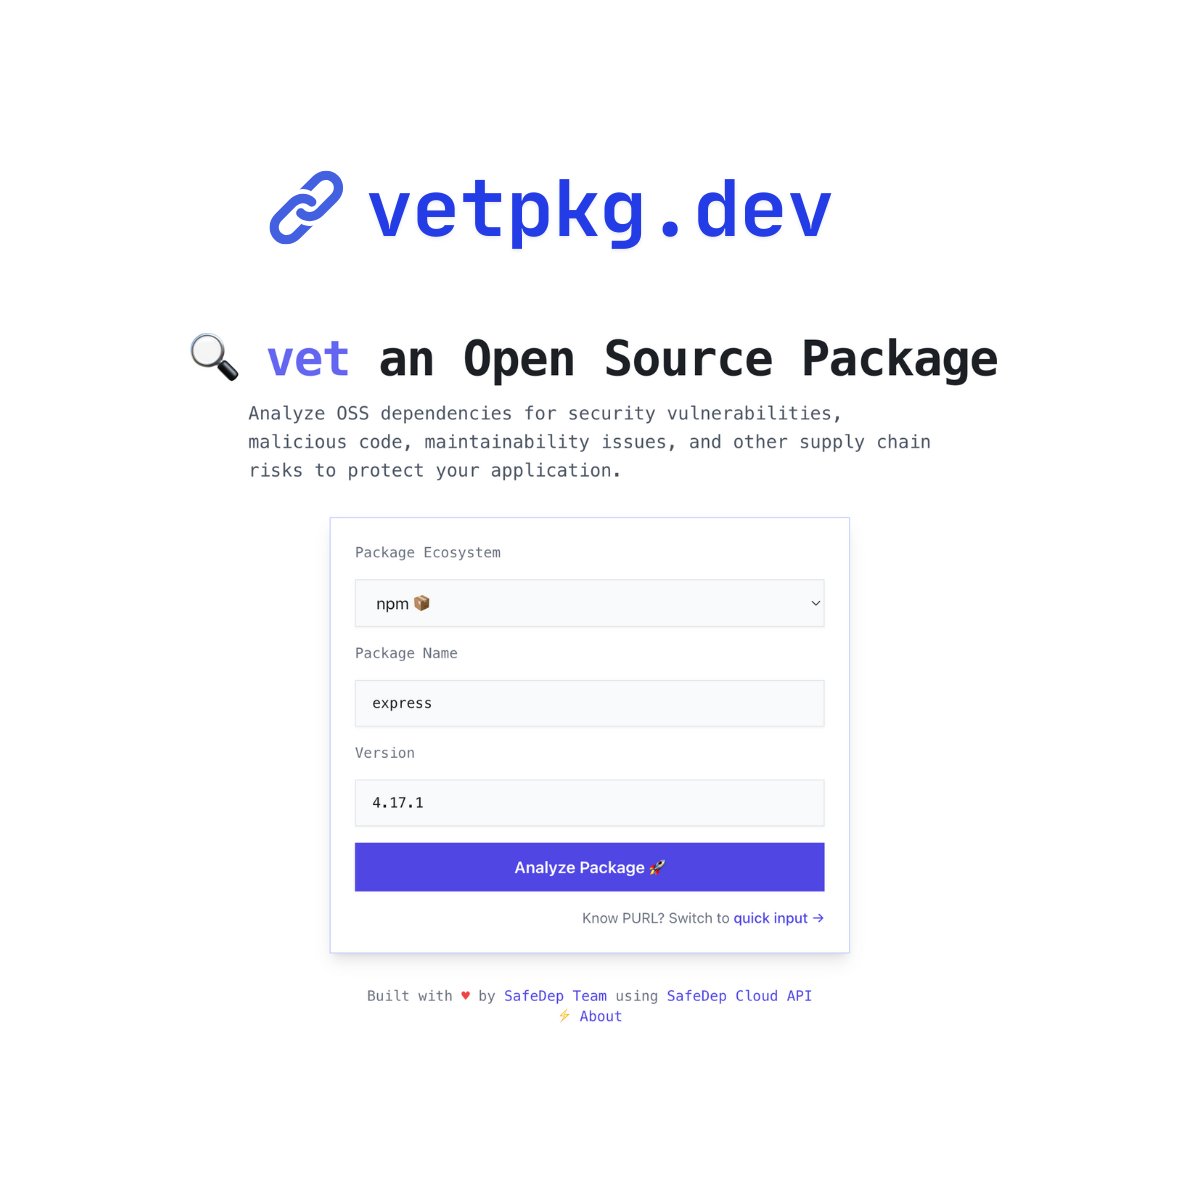 vetpkg.dev
vet an Open Source Package
Analyze OSS dependencies for security vulnerabilities,
malicious code, maintainability issues, and other supply chain
risks to protect your application.
Package Ecosystem
npm 📦
Package Name
express
Version
4.17.1
Analyze Package 🚀
Know PURL? Switch to quick input →
Built with ♥ by SafeDep Team using SafeDep Cloud API
⚡ About